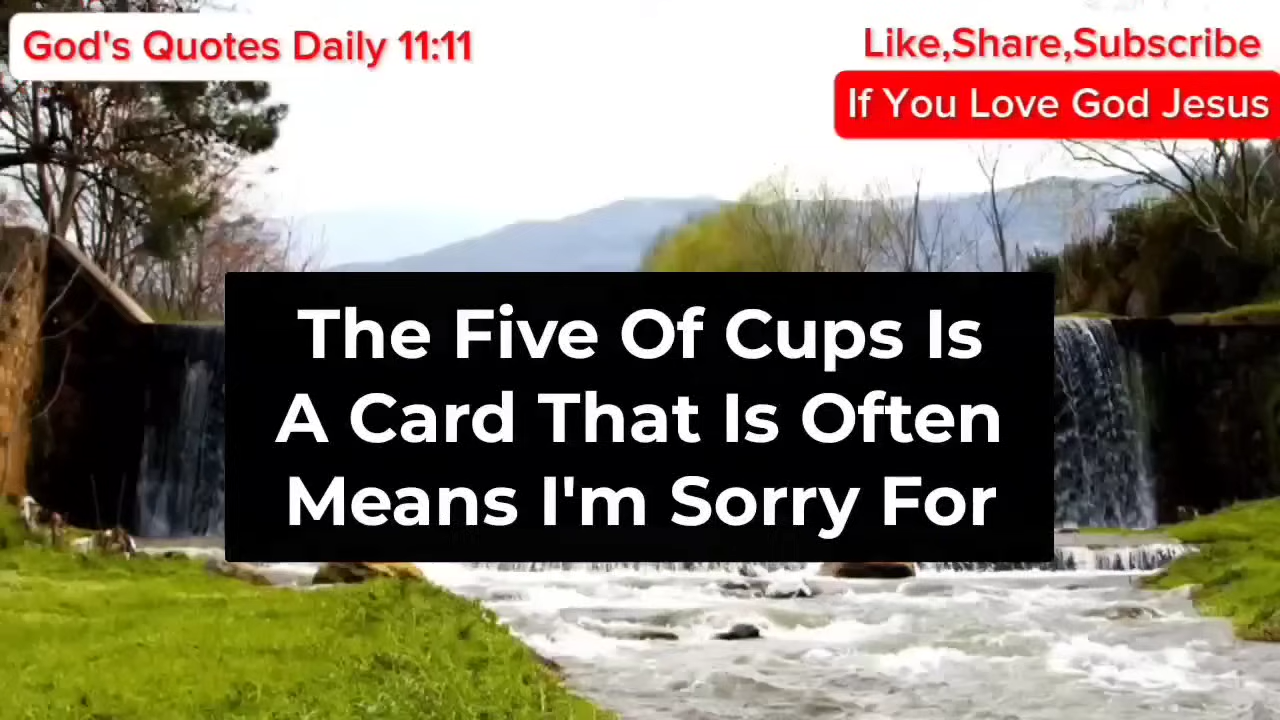 God's Quotes Daily 11:11
Like,Share,Subscribe
If You Love God Jesus
The Five Of Cups Is
A Card That Is Often
Means I'm Sorry For